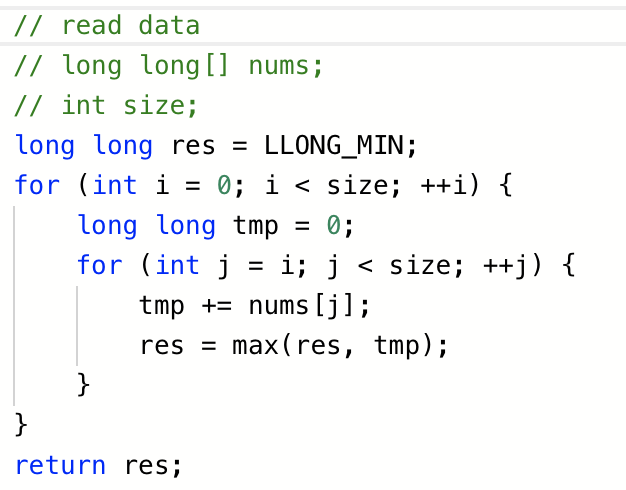 // read data
// long long[] nums;
// int size;
long long res = LLONG_MIN;
for (int i = 0; i < size; ++i) {
    long long tmp = 0;
    for (int j = i; j < size; ++j) {
        tmp += nums[j];
        res = max(res, tmp);
    }
}
return res;